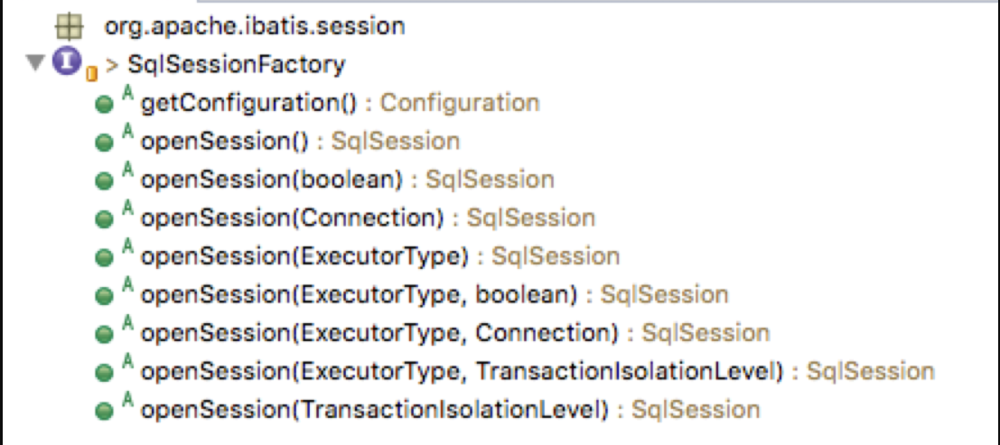 org.apache.ibatis.session
I > SqlSessionFactory
A getConfiguration() : Configuration
A openSession() : SqlSession
A openSession(boolean) : SqlSession
A openSession(Connection) : SqlSession
A openSession(ExecutorType) : SqlSession
A openSession(ExecutorType, boolean) : SqlSession
A openSession(ExecutorType, Connection) : SqlSession
A openSession(ExecutorType, TransactionIsolationLevel) : SqlSession
A openSession(TransactionIsolationLevel) : SqlSession